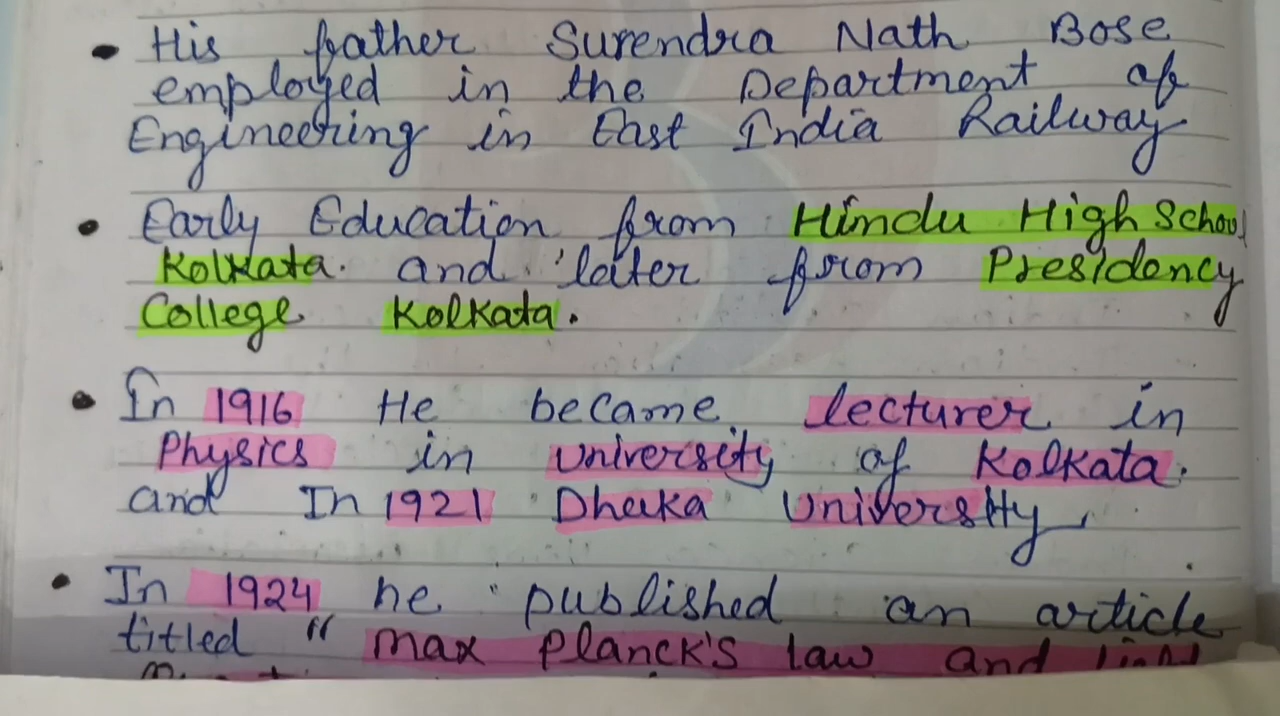 • His father Surendra Nath Bose
employed in the Department of
Engineering in East India Railway
• Early Education from Hindu High School
Kolkata. and later from Presidency
College Kolkata.
• In 1916 He became lecturer in
Physics in University of Kolkata.
and In 1921 Dhaka University,
• In 1924 he published an article
titled “ Max Planck's law and light